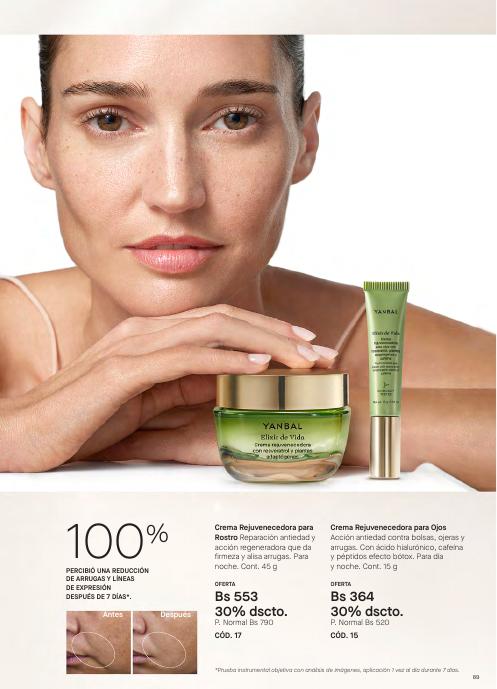 YANBAL
Elixir de Vida
Crema rejuvenecedora
con resveratrol y plantas
adaptógenas
YANBAL
Elixir de Vida
100%
PERCIBIÓ UNA REDUCCIÓN
DE ARRUGAS Y LÍNEAS
DE EXPRESIÓN
DESPUÉS DE 7 DÍAS*.
Antes
Después
Crema Rejuvenecedora para
Rostro Reparación antiedad y
acción regeneradora que da
firmeza y alisa arrugas. Para
noche. Cont. 45 g
OFERTA
Bs 553
30% dscto.
P. Normal Bs 790
CÓD. 17
Crema Rejuvenecedora para Ojos
Acción antiedad contra bolsas, ojeras y
arrugas. Con ácido hialurónico, cafeína
y péptidos efecto bótox. Para día
y noche. Cont. 15 g
OFERTA
Bs 364
30% dscto.
P. Normal Bs 520
CÓD. 15
*Prueba instrumental objetiva con análisis de imágenes, aplicación 1 vez al día durante 7 días.
89